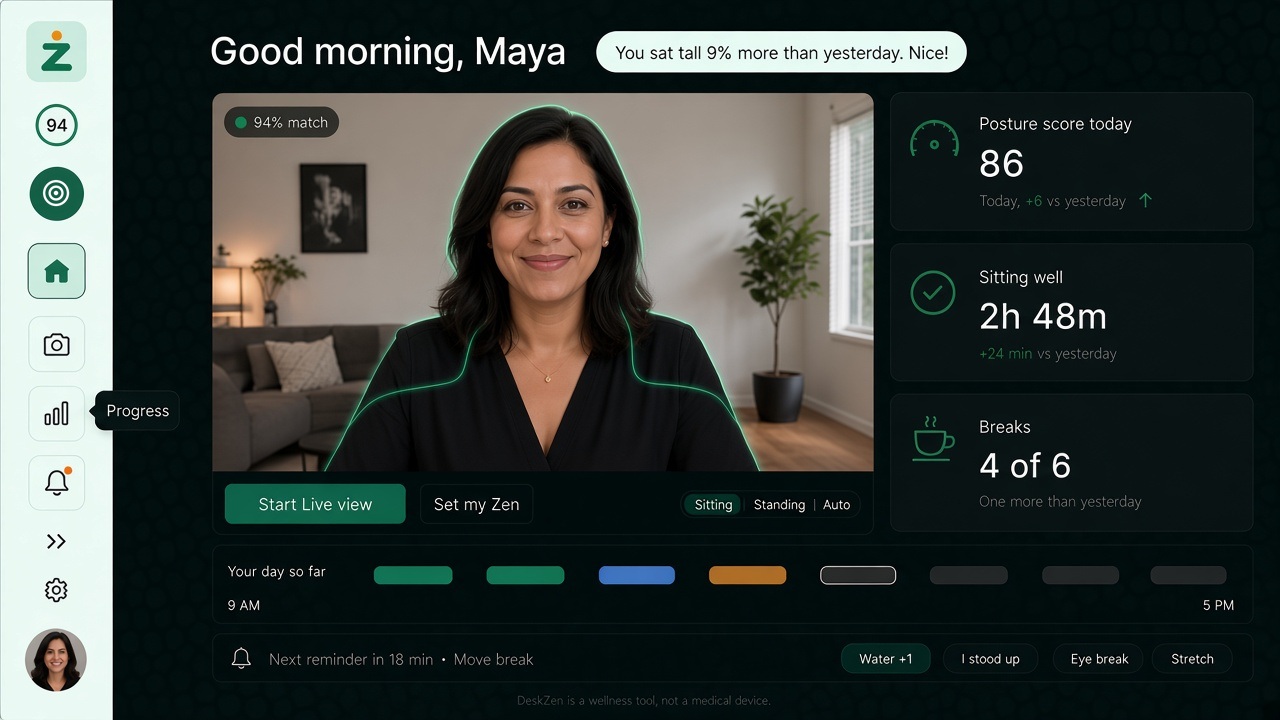 Good morning, Maya
You sat tall 9% more than yesterday. Nice!
94
Progress
94% match
Start Live view
Set my Zen
Sitting
Standing
Auto
Posture score today
86
Today, +6 vs yesterday
Sitting well
2h 48m
+24 min vs yesterday
Breaks
4 of 6
One more than yesterday
Your day so far
9 AM
5 PM
Next reminder in 18 min • Move break
Water +1
I stood up
Eye break
Stretch
DeskZen is a wellness tool, not a medical device.